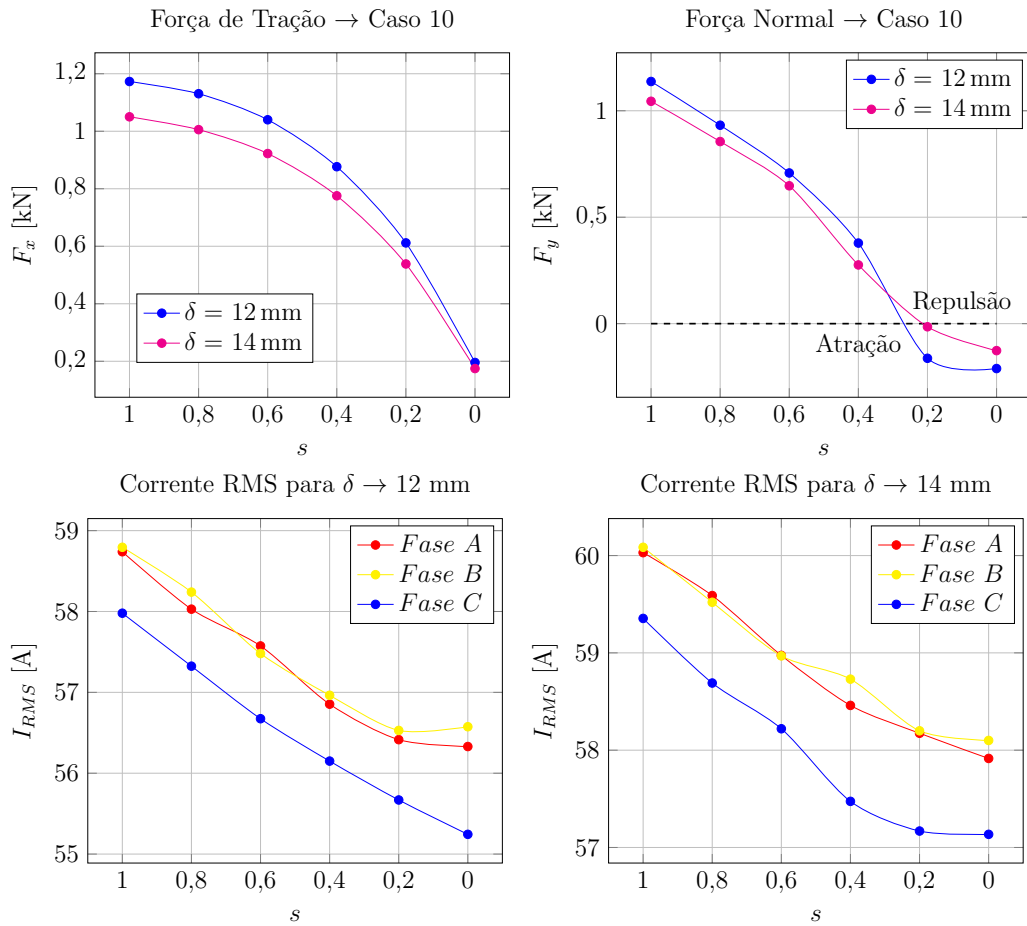 Força de Tração → Caso 10
1,2
1
0,8
0,6
0,4
0,2
F_x [kN]
δ = 12 mm
δ = 14 mm
1 0,8 0,6 0,4 0,2 0
s
Força Normal → Caso 10
1
0,5
0
F_y [kN]
δ = 12 mm
δ = 14 mm
Repulsão
Atração
1 0,8 0,6 0,4 0,2 0
s
Corrente RMS para δ → 12 mm
59
58
57
56
55
I_{RMS} [A]
Fase A
Fase B
Fase C
1 0,8 0,6 0,4 0,2 0
s
Corrente RMS para δ → 14 mm
60
59
58
57
I_{RMS} [A]
Fase A
Fase B
Fase C
1 0,8 0,6 0,4 0,2 0
s